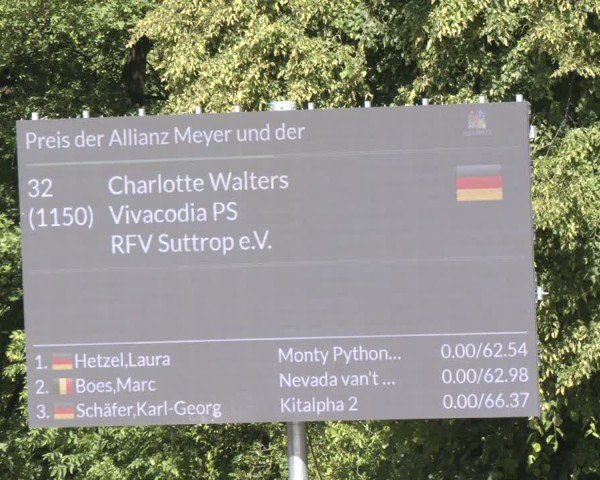 Preis der Allianz Meyer und der
32 Charlotte Walters
(1150) Vivacodia PS
RFV Suttrop e.V.
1. Hetzel,Laura Monty Python... 0.00/62.54
2. Boes,Marc Nevada van't ... 0.00/62.98
3. Schäfer,Karl-Georg Kitalpha 2 0.00/66.37